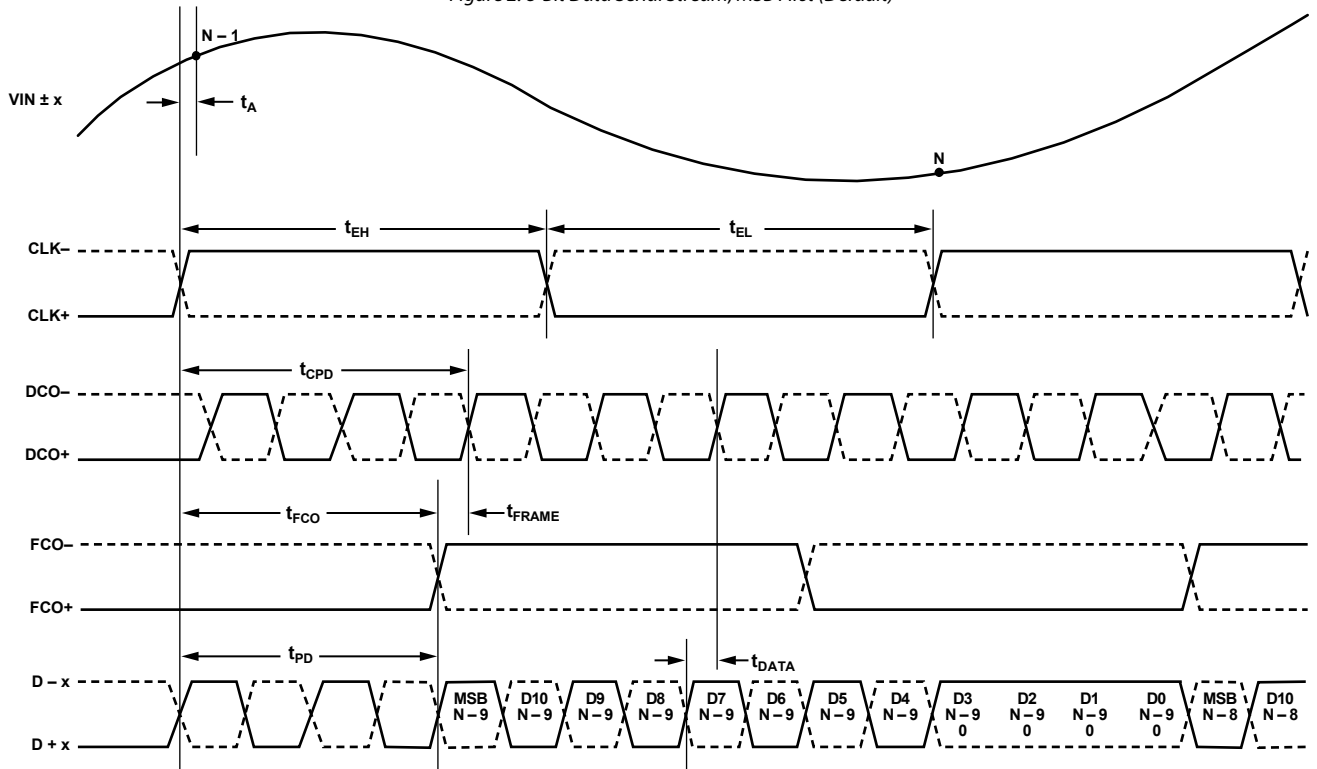 Figure 2. 8-Bit Data Serial Stream, MSB First (Default)
N – 1
VIN ± x
tA
N
tEH
tEL
CLK–
CLK+
tCPD
DCO–
DCO+
tFCO
tFRAME
FCO–
FCO+
tPD
tDATA
D – x
MSB D10 D9 D8 D7 D6 D5 D4 D3 D2 D1 D0 MSB D10
N – 9 N – 9 N – 9 N – 9 N – 9 N – 9 N – 9 N – 9 N – 9 N – 9 N – 9 N – 9 N – 8 N – 8
0 0 0 0
D + x